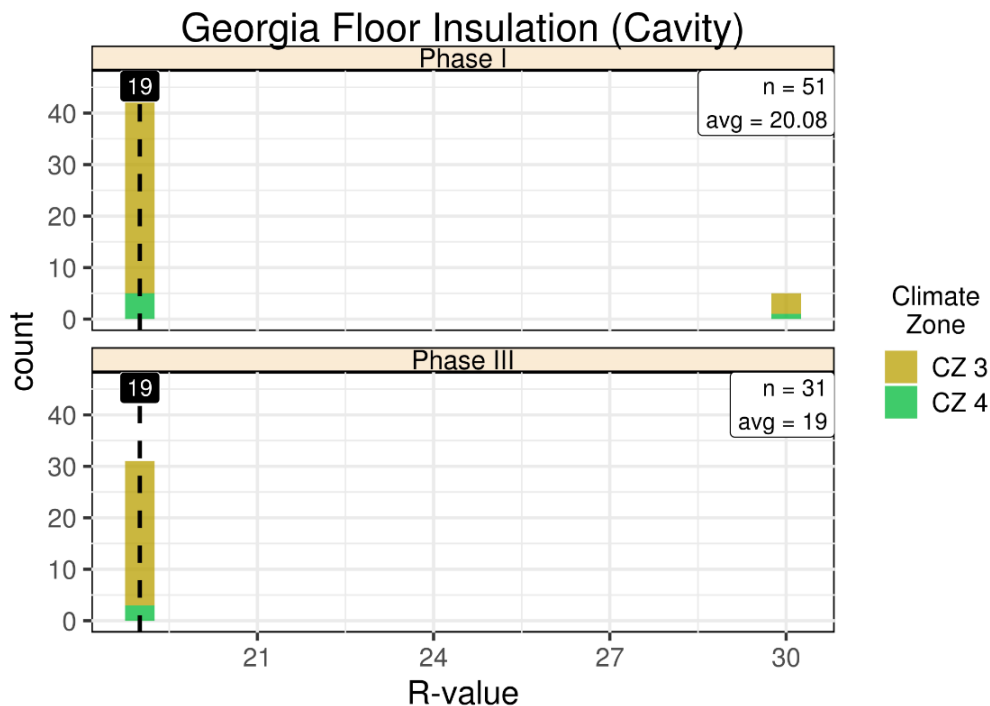 Georgia Floor Insulation (Cavity)
Phase I
19
n = 51
avg = 20.08
40
30
20
10
0
Phase III
19
n = 31
avg = 19
40
30
20
10
0
count
21 24 27 30
R-value
Climate
Zone
CZ 3
CZ 4